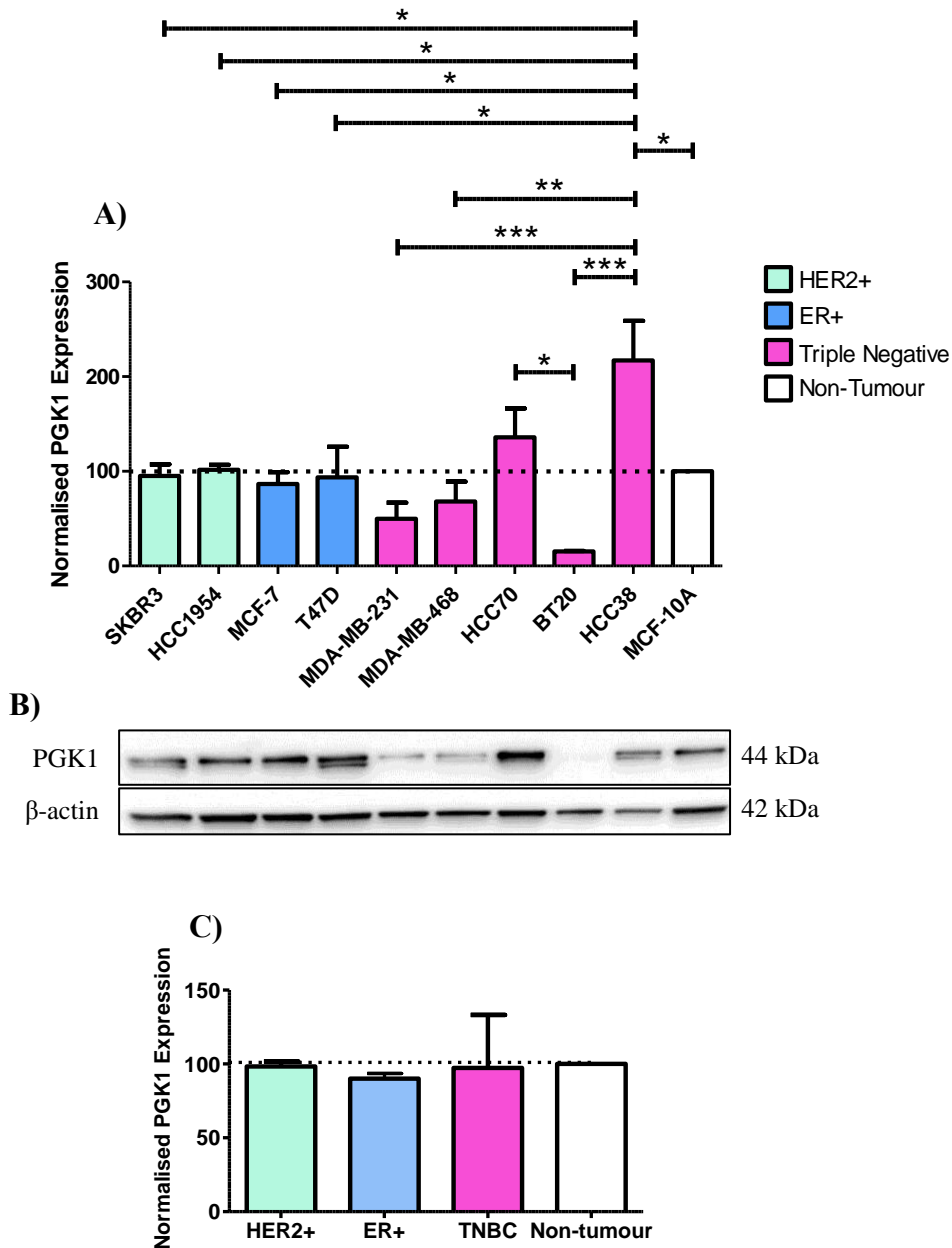 *
*
*
*
*
**
A)
***
***
*
Normalised PGK1 Expression
300
200
100
0
SKBR3
HCC1954
MCF-7
T47D
MDA-MB-231
MDA-MB-468
HCC70
BT20
HCC38
MCF-10A
HER2+
ER+
Triple Negative
Non-Tumour
B)
PGK1
44 kDa
β-actin
42 kDa
C)
Normalised PGK1 Expression
150
100
50
0
HER2+
ER+
TNBC
Non-tumour